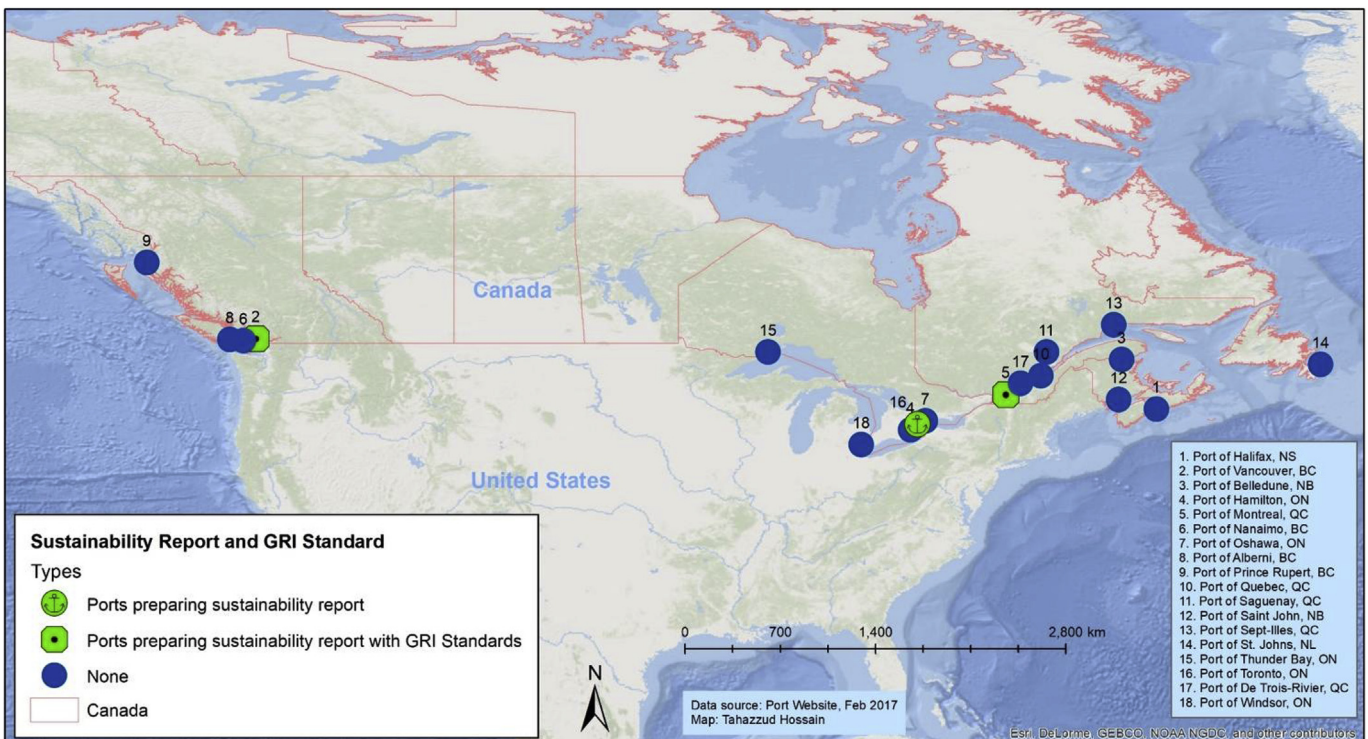 9
8 6 2
Canada
15
13
11
3
10
17
5
14
12
1
16
4
7
18
United States
1. Port of Halifax, NS
2. Port of Vancouver, BC
3. Port of Belledune, NB
4. Port of Hamilton, ON
5. Port of Montreal, QC
6. Port of Nanaimo, BC
7. Port of Oshawa, ON
8. Port of Alberni, BC
9. Port of Prince Rupert, BC
10. Port of Quebec, QC
11. Port of Saguenay, QC
12. Port of Saint John, NB
13. Port of Sept-Illes, QC
14. Port of St. Johns, NL
15. Port of Thunder Bay, ON
16. Port of Toronto, ON
17. Port of De Trois-Rivier, QC
18. Port of Windsor, ON
Sustainability Report and GRI Standard
Types
Ports preparing sustainability report
Ports preparing sustainability report with GRI Standards
None
Canada
N
0 700 1,400 2,800 km
Data source: Port Website, Feb 2017
Map: Tahazzud Hossain
Esri, DeLorme, GEBCO, NOAA NGDC, and other contributors